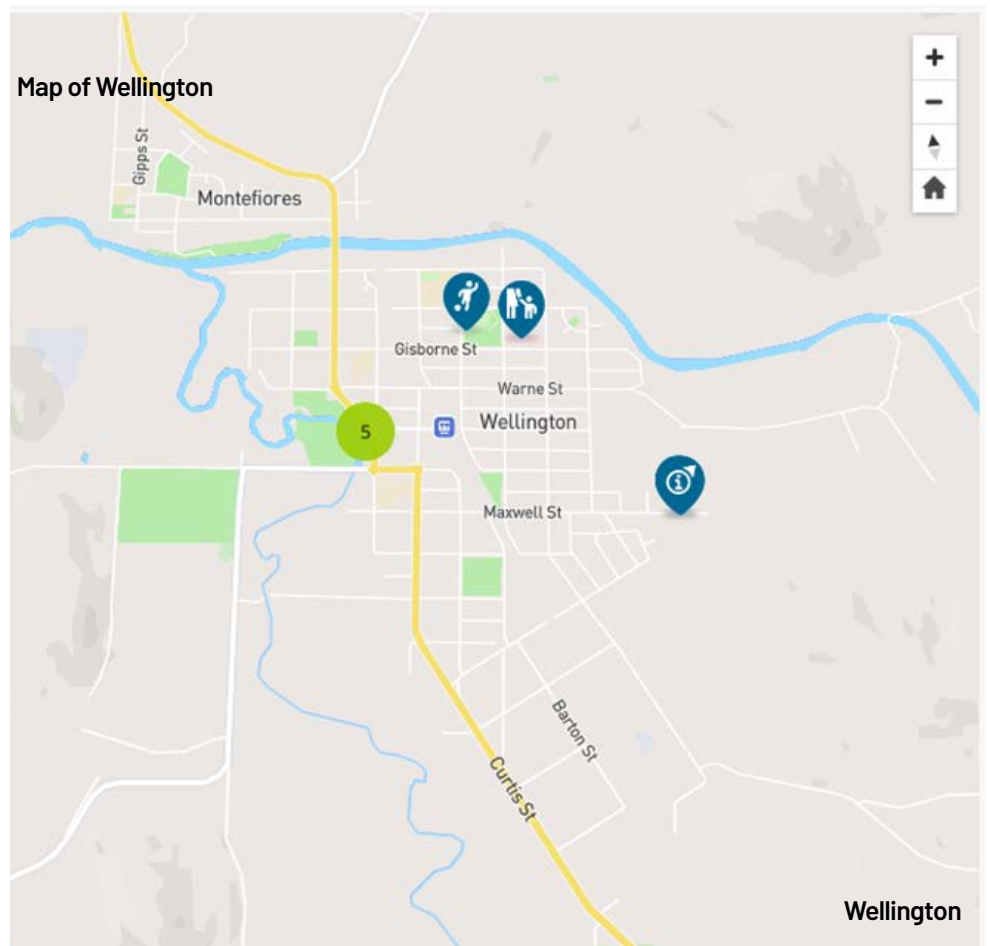 Map of Wellington
Gipps St
Montefiores
Gisborne St
Warne St
Wellington
5
Maxwell St
Barton St
Curtis St
Wellington